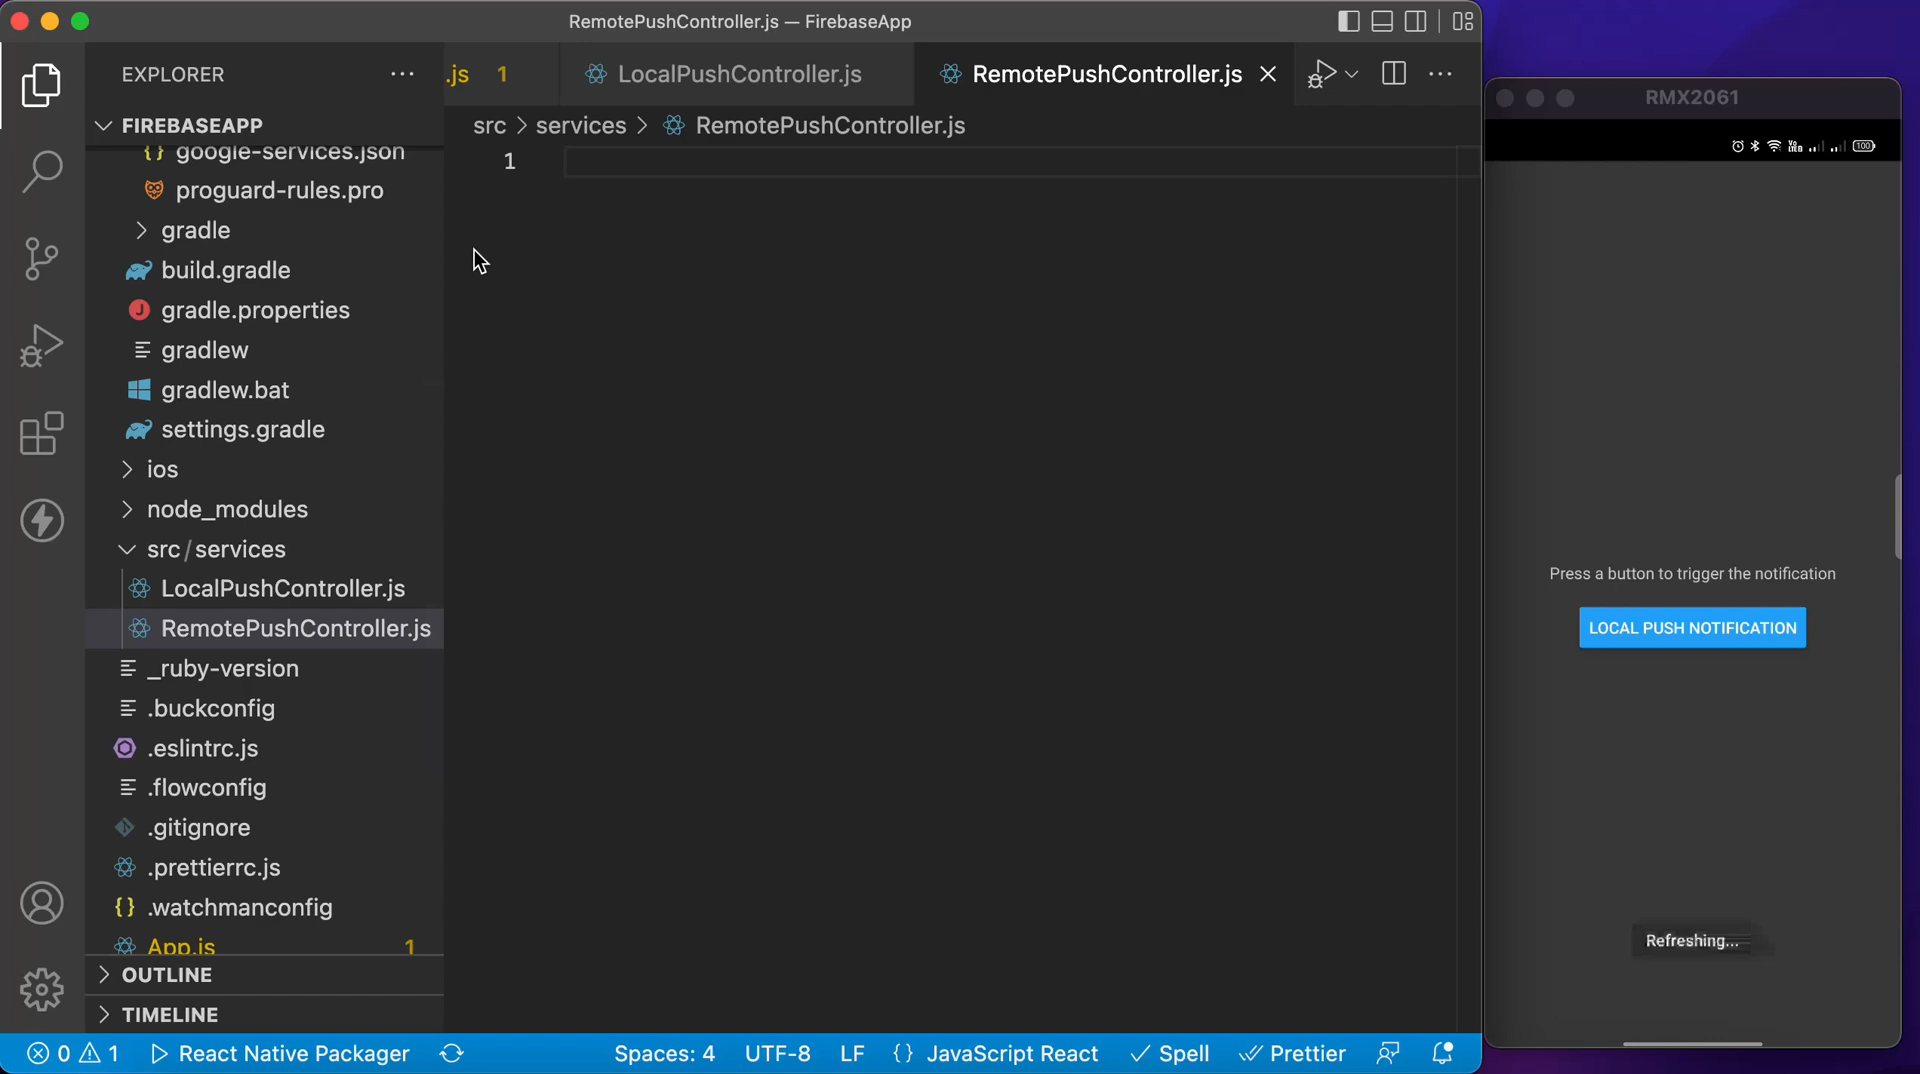 RemotePushController.js — FirebaseApp
EXPLORER
.js 1
LocalPushController.js
RemotePushController.js
FIREBASEAPP
src > services > RemotePushController.js
1
google-services.json
proguard-rules.pro
gradle
build.gradle
gradle.properties
gradlew
gradlew.bat
settings.gradle
ios
node_modules
src / services
LocalPushController.js
RemotePushController.js
_ruby-version
.buckconfig
.eslintrc.js
.flowconfig
.gitignore
.prettierrc.js
.watchmanconfig
App.js 1
OUTLINE
TIMELINE
0 1 React Native Packager Spaces: 4 UTF-8 LF {} JavaScript React Spell Prettier
RMX2061
100
Press a button to trigger the notification
LOCAL PUSH NOTIFICATION
Refreshing...